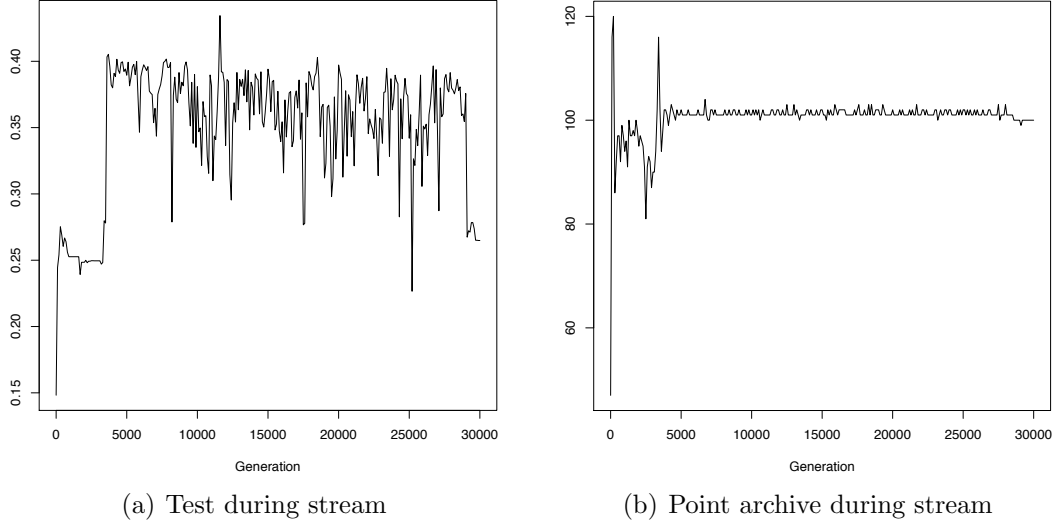 0.40
0.35
0.30
0.25
0.20
0.15
0 5000 10000 15000 20000 25000 30000
Generation
(a) Test during stream
120
100
80
60
0 5000 10000 15000 20000 25000 30000
Generation
(b) Point archive during stream